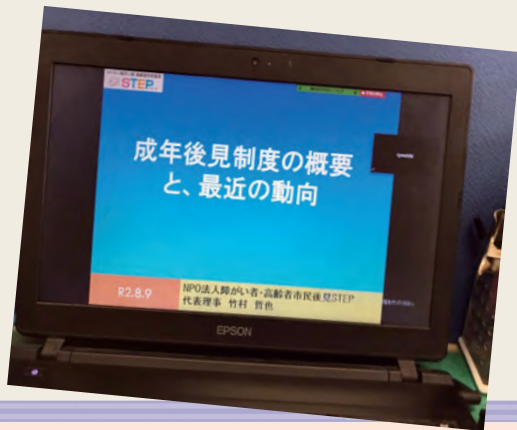 STEP
成年後見制度の概要
と、最近の動向
R2.8.9
NPO法人障がい者・高齢者市民後見STEP
代表理事 竹村 哲也
EPSON